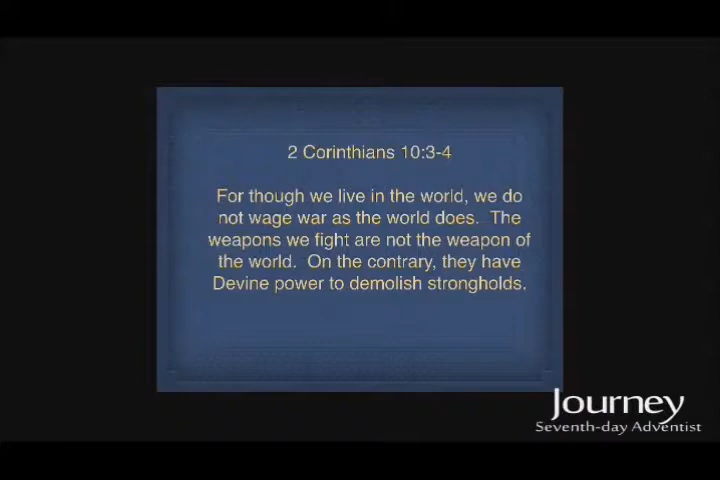 2 Corinthians 10:3-4
For though we live in the world, we do
not wage war as the world does. The
weapons we fight are not the weapon of
the world. On the contrary, they have
Devine power to demolish strongholds.
Journey
Seventh-day Adventist